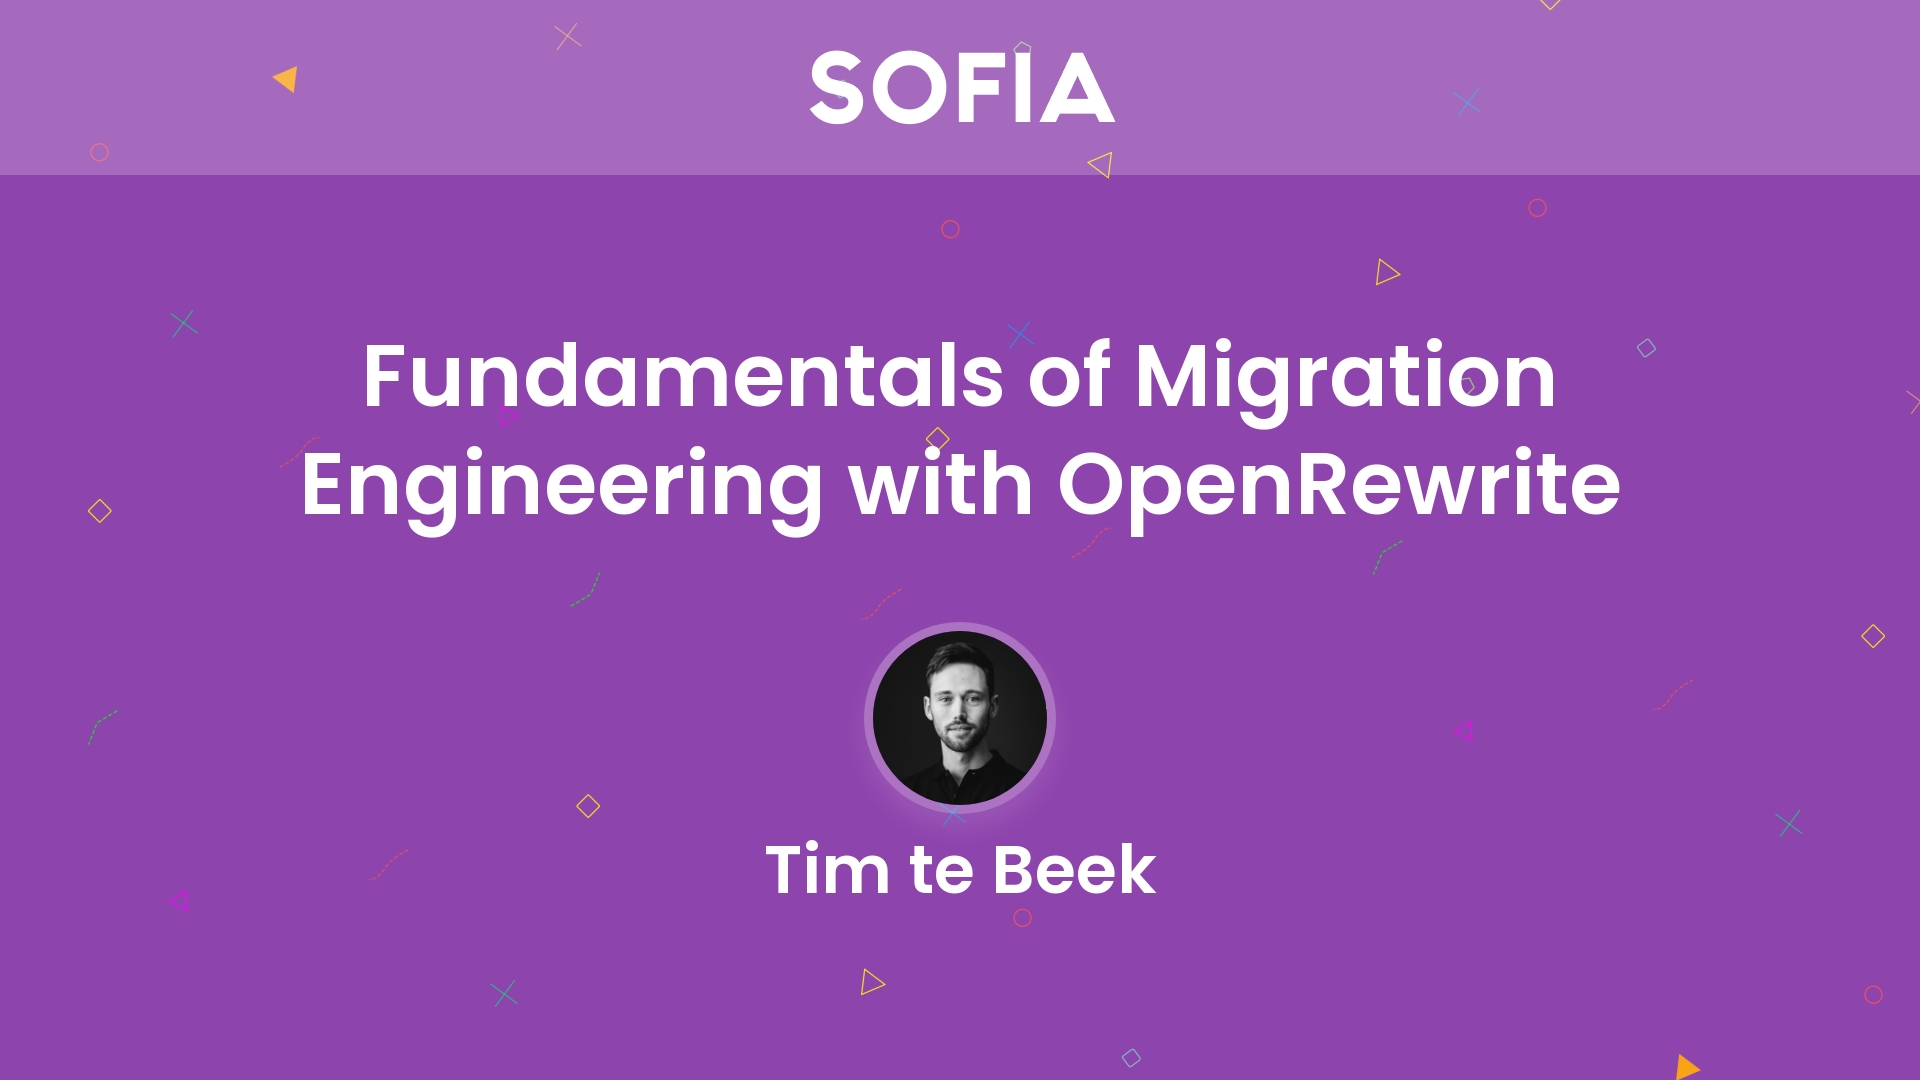 SOFIA
Fundamentals of Migration
Engineering with OpenRewrite
Tim te Beek